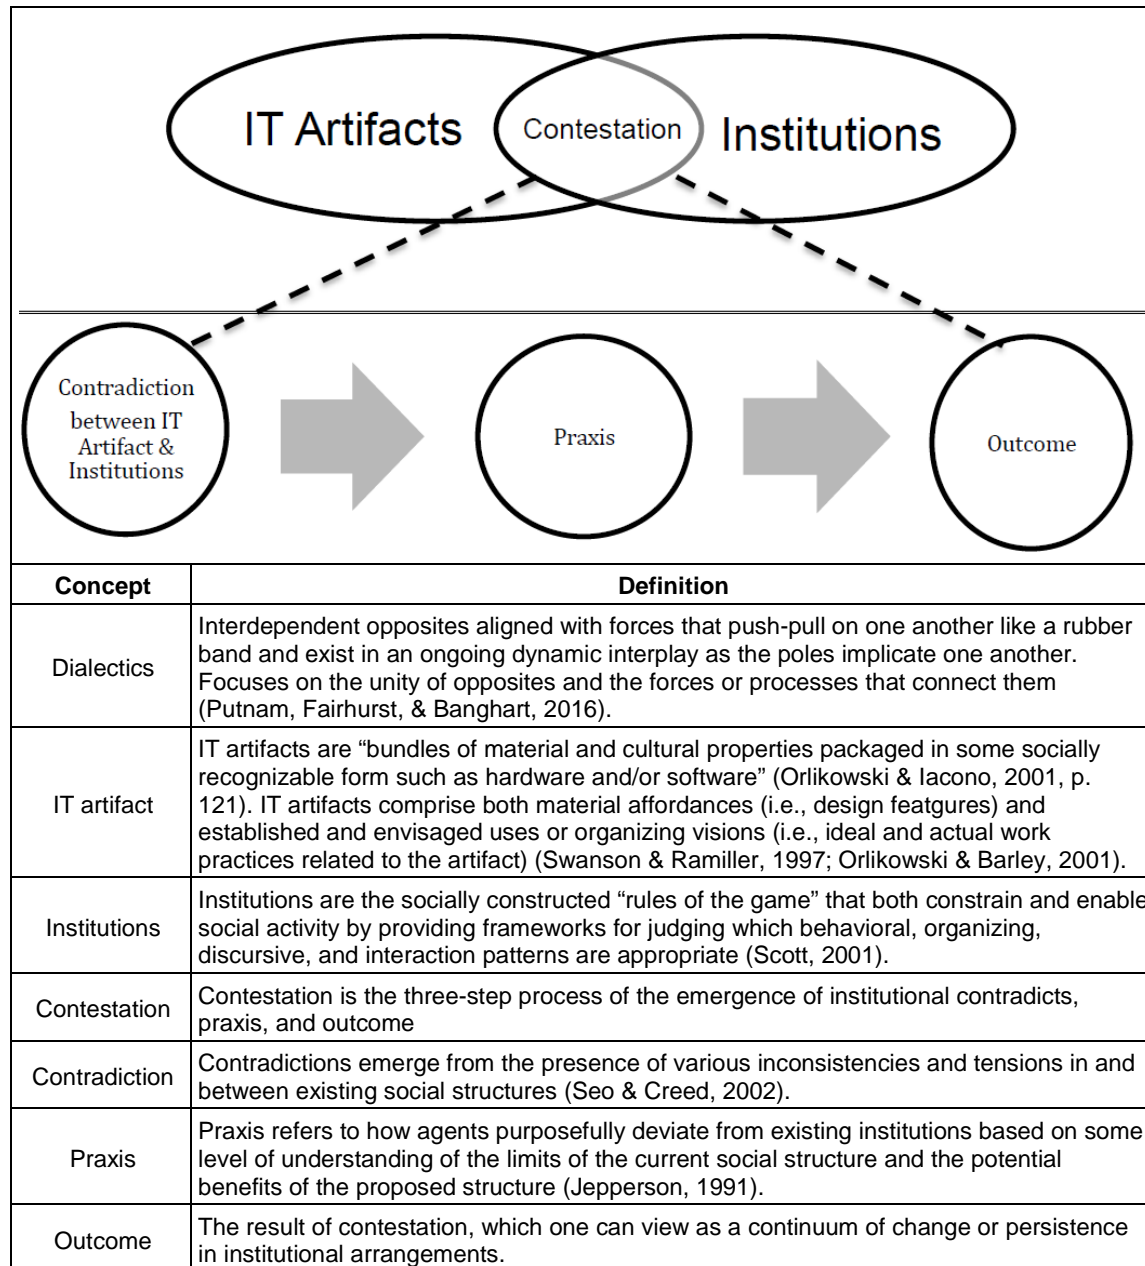 IT Artifacts Contestation Institutions
Contradiction
between IT
Artifact &
Institutions
Praxis
Outcome
Concept Definition
Dialectics
Interdependent opposites aligned with forces that push-pull on one another like a rubber
band and exist in an ongoing dynamic interplay as the poles implicate one another.
Focuses on the unity of opposites and the forces or processes that connect them
(Putnam, Fairhurst, & Banghart, 2016).
IT artifact
IT artifacts are “bundles of material and cultural properties packaged in some socially
recognizable form such as hardware and/or software” (Orlikowski & Iacono, 2001, p.
121). IT artifacts comprise both material affordances (i.e., design featgures) and
established and envisaged uses or organizing visions (i.e., ideal and actual work
practices related to the artifact) (Swanson & Ramiller, 1997; Orlikowski & Barley, 2001).
Institutions
Institutions are the socially constructed “rules of the game” that both constrain and enable
social activity by providing frameworks for judging which behavioral, organizing,
discursive, and interaction patterns are appropriate (Scott, 2001).
Contestation
Contestation is the three-step process of the emergence of institutional contradicts,
praxis, and outcome
Contradiction
Contradictions emerge from the presence of various inconsistencies and tensions in and
between existing social structures (Seo & Creed, 2002).
Praxis
Praxis refers to how agents purposefully deviate from existing institutions based on some
level of understanding of the limits of the current social structure and the potential
benefits of the proposed structure (Jepperson, 1991).
Outcome
The result of contestation, which one can view as a continuum of change or persistence
in institutional arrangements.